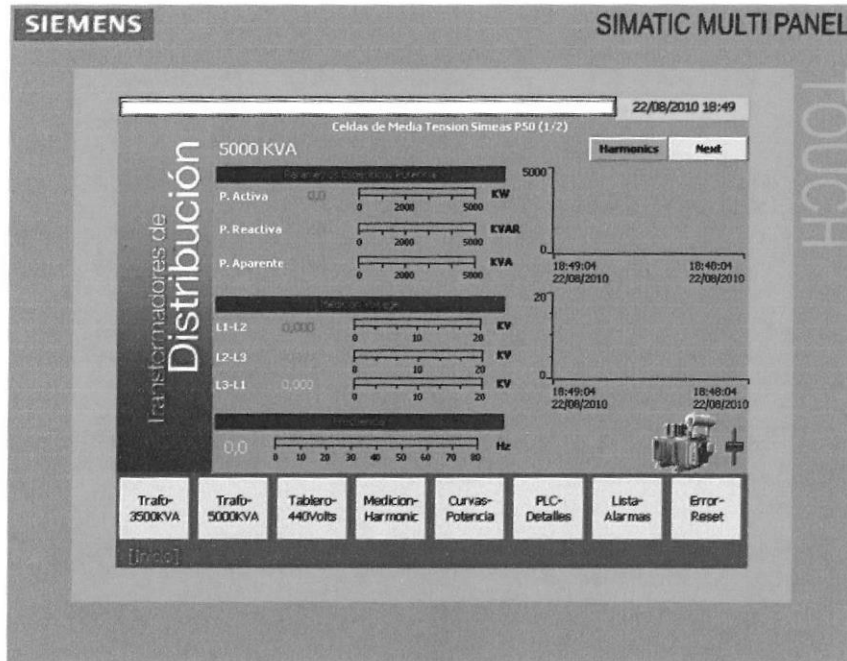 SIEMENS
SIMATIC MULTI PANEL
TOUCH
22/08/2010 18:49
Celdas de Media Tension Simeas P50 (1/2)
Transformadores de
Distribución
5000 KVA
Harmonics
Next
P. Activa
0,0
0 2000 5000
KW
P. Reactiva
0 2000 5000
KVAR
P. Aparente
0 2000 5000
KVA
5000
0
18:49:04
22/08/2010
18:48:04
22/08/2010
L1-L2
0,000
0 10 20
KV
L2-L3
0 10 20
KV
L3-L1
0,000
0 10 20
KV
20
0
18:49:04
22/08/2010
18:48:04
22/08/2010
Frecuencia
0,0
0 10 20 30 40 50 60 70 80
Hz
Trafo-
3500KVA
Trafo-
5000KVA
Tablero-
440Volts
Medicion-
Harmonic
Curvas-
Potencia
PLC-
Detalles
Lista-
Alarmas
Error-
Reset
[Inicio]